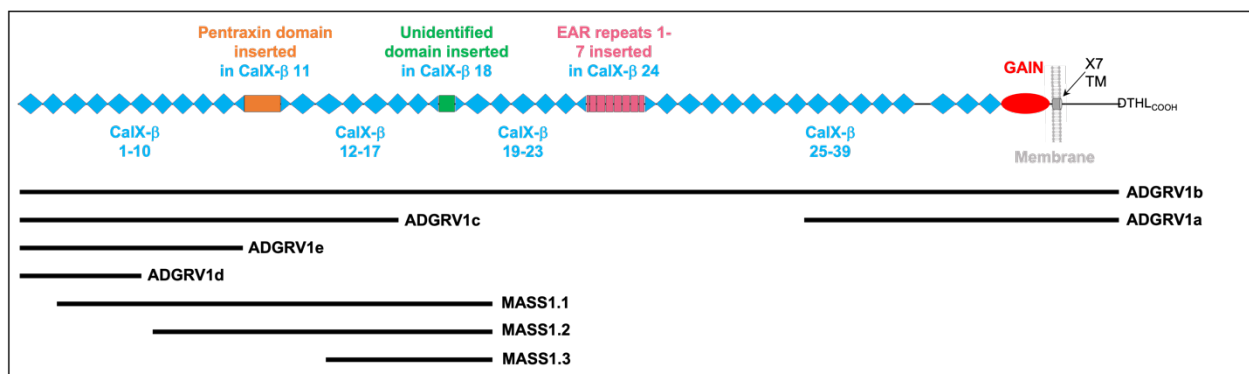 Pentraxin domain
inserted
in CalX-β 11
Unidentified
domain inserted
in CalX-β 18
EAR repeats 1-
7 inserted
in CalX-β 24
GAIN
X7
TM
DTHLCOOH
CalX-β
1-10
CalX-β
12-17
CalX-β
19-23
CalX-β
25-39
Membrane
ADGRV1b
ADGRV1c
ADGRV1a
ADGRV1e
ADGRV1d
MASS1.1
MASS1.2
MASS1.3